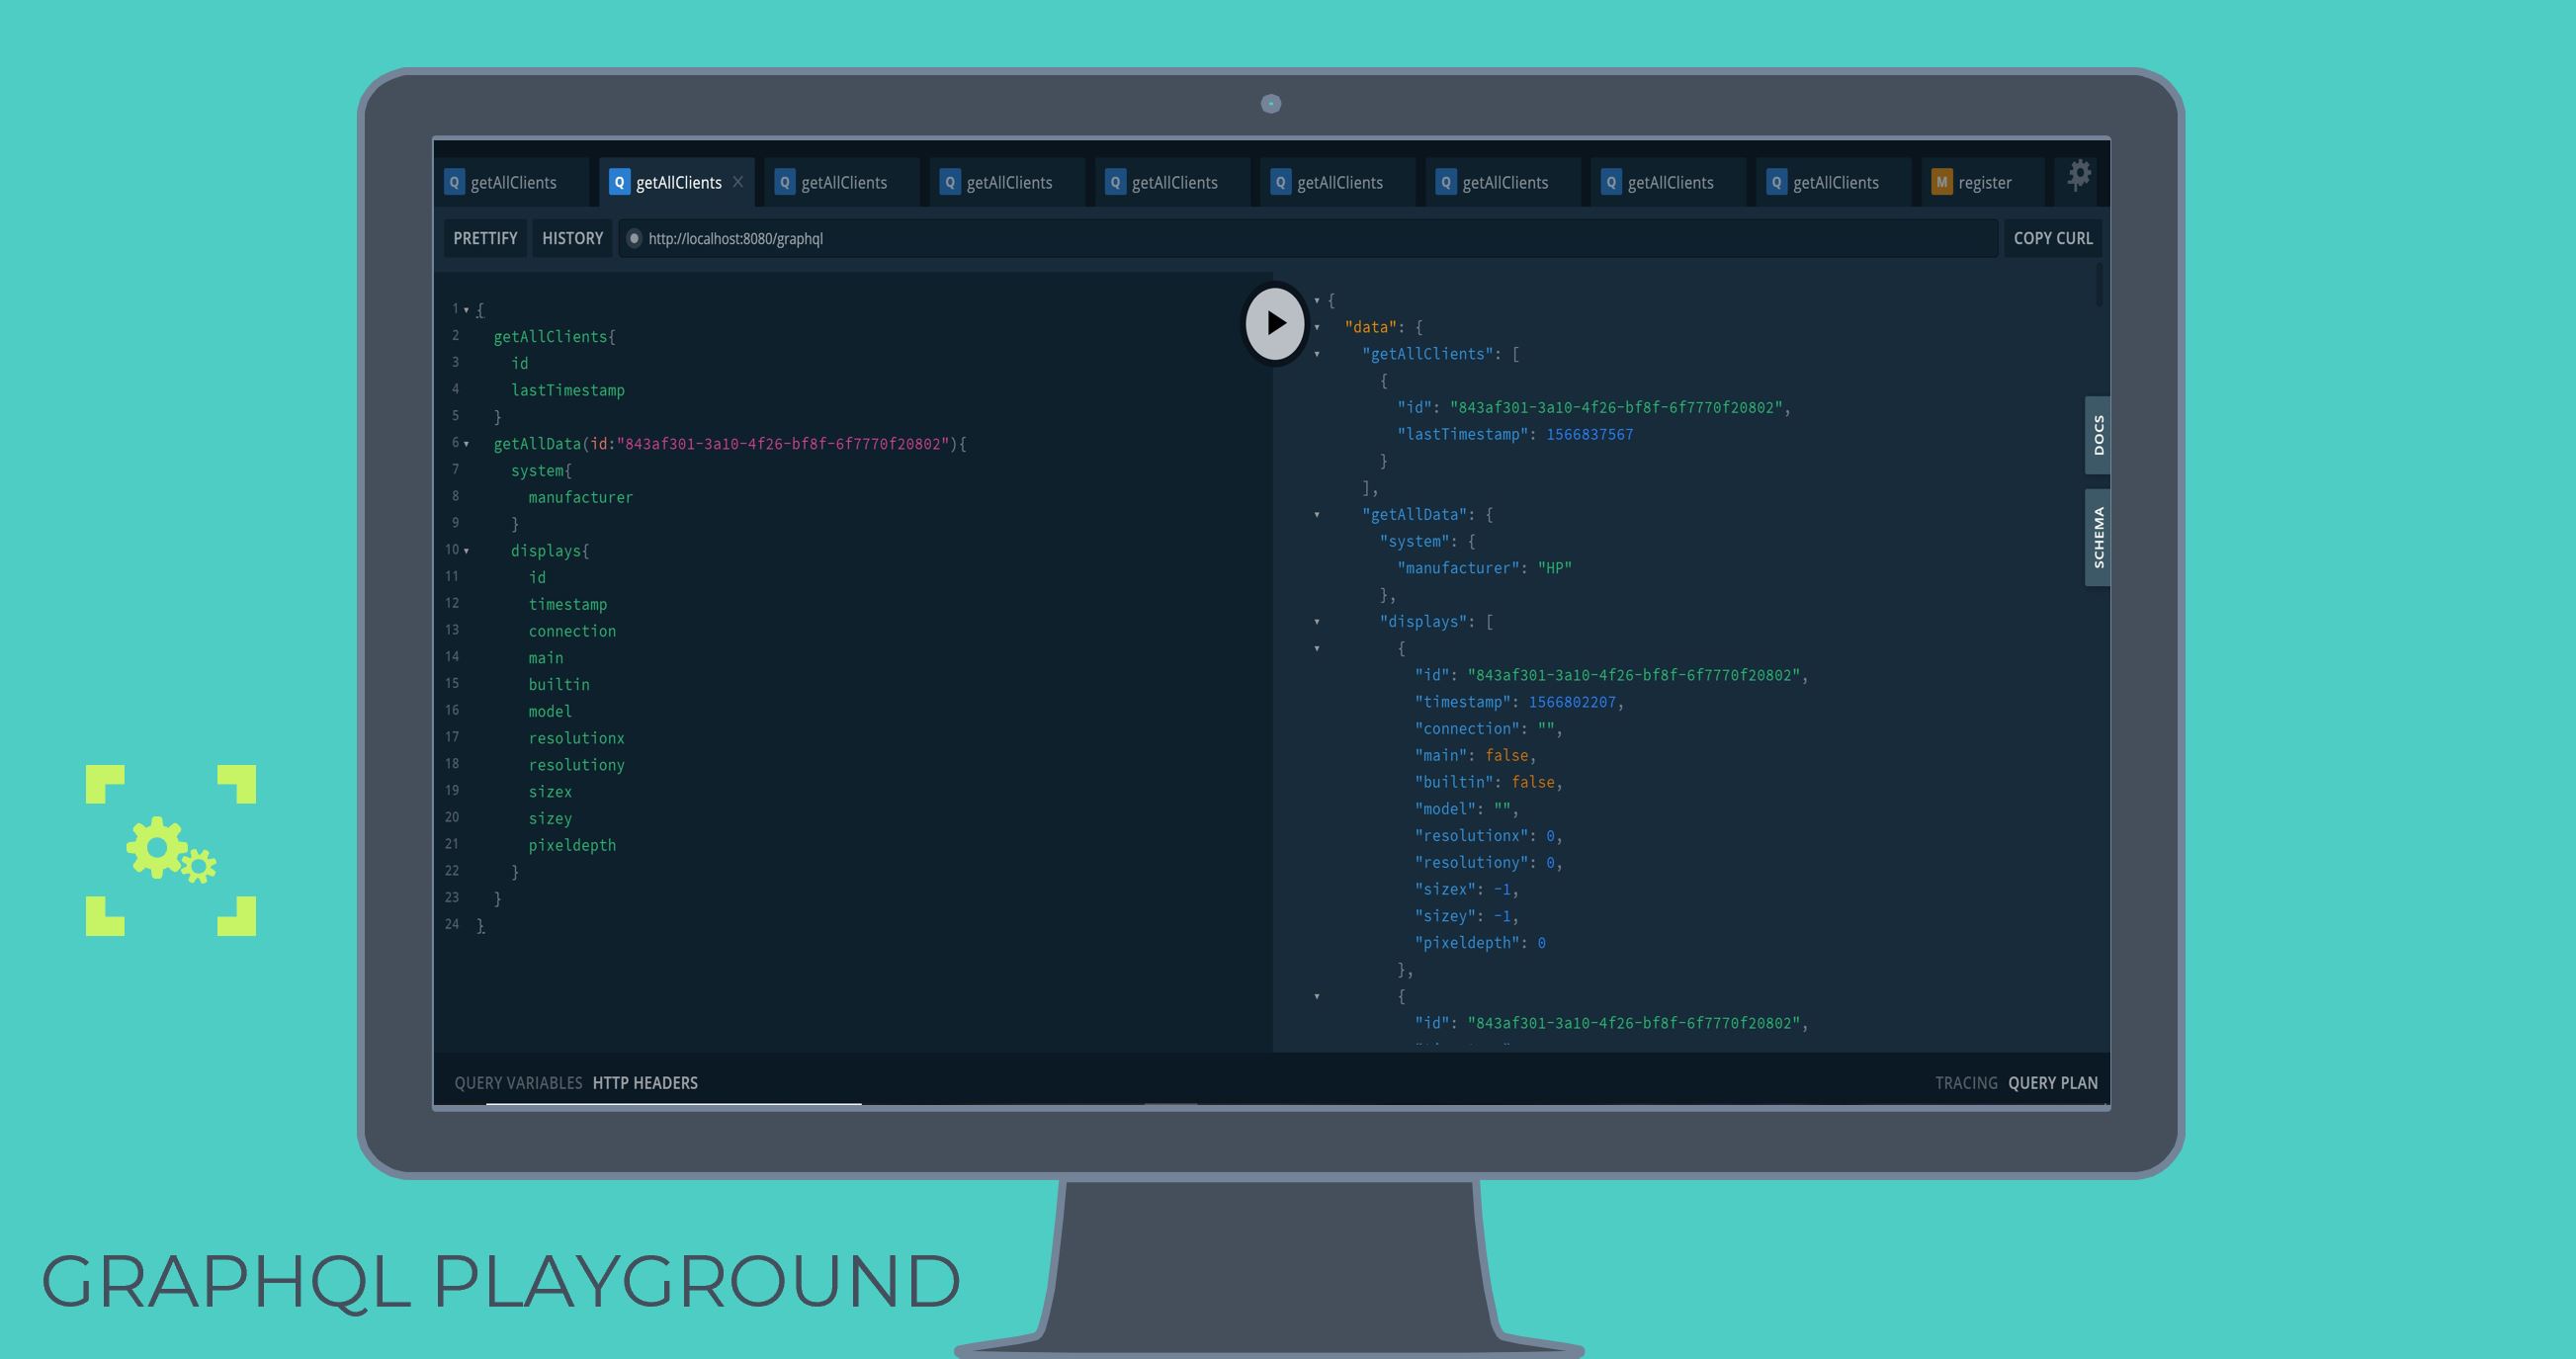 Q getAllClients Q getAllClients X Q getAllClients Q getAllClients Q getAllClients Q getAllClients Q getAllClients Q getAllClients Q getAllClients M register
PRETTIFY HISTORY http://localhost:8080/graphql COPY CURL
1 {
2 getAllClients{
3 id
4 lastTimestamp
5 }
6 getAllData(id:"843af301-3a10-4f26-bf8f-6f7770f20802"){
7 system{
8 manufacturer
9 }
10 displays{
11 id
12 timestamp
13 connection
14 main
15 builtin
16 model
17 resolutionx
18 resolutiony
19 sizex
20 sizey
21 pixeldepth
22 }
23 }
24 }
{
"data": {
"getAllClients": [
{
"id": "843af301-3a10-4f26-bf8f-6f7770f20802",
"lastTimestamp": 1566837567
}
],
"getAllData": {
"system": {
"manufacturer": "HP"
},
"displays": [
{
"id": "843af301-3a10-4f26-bf8f-6f7770f20802",
"timestamp": 1566802207,
"connection": "",
"main": false,
"builtin": false,
"model": "",
"resolutionx": 0,
"resolutiony": 0,
"sizex": -1,
"sizey": -1,
"pixeldepth": 0
},
{
"id": "843af301-3a10-4f26-bf8f-6f7770f20802",
DOCS
SCHEMA
QUERY VARIABLES HTTP HEADERS TRACING QUERY PLAN
GRAPHQL PLAYGROUND